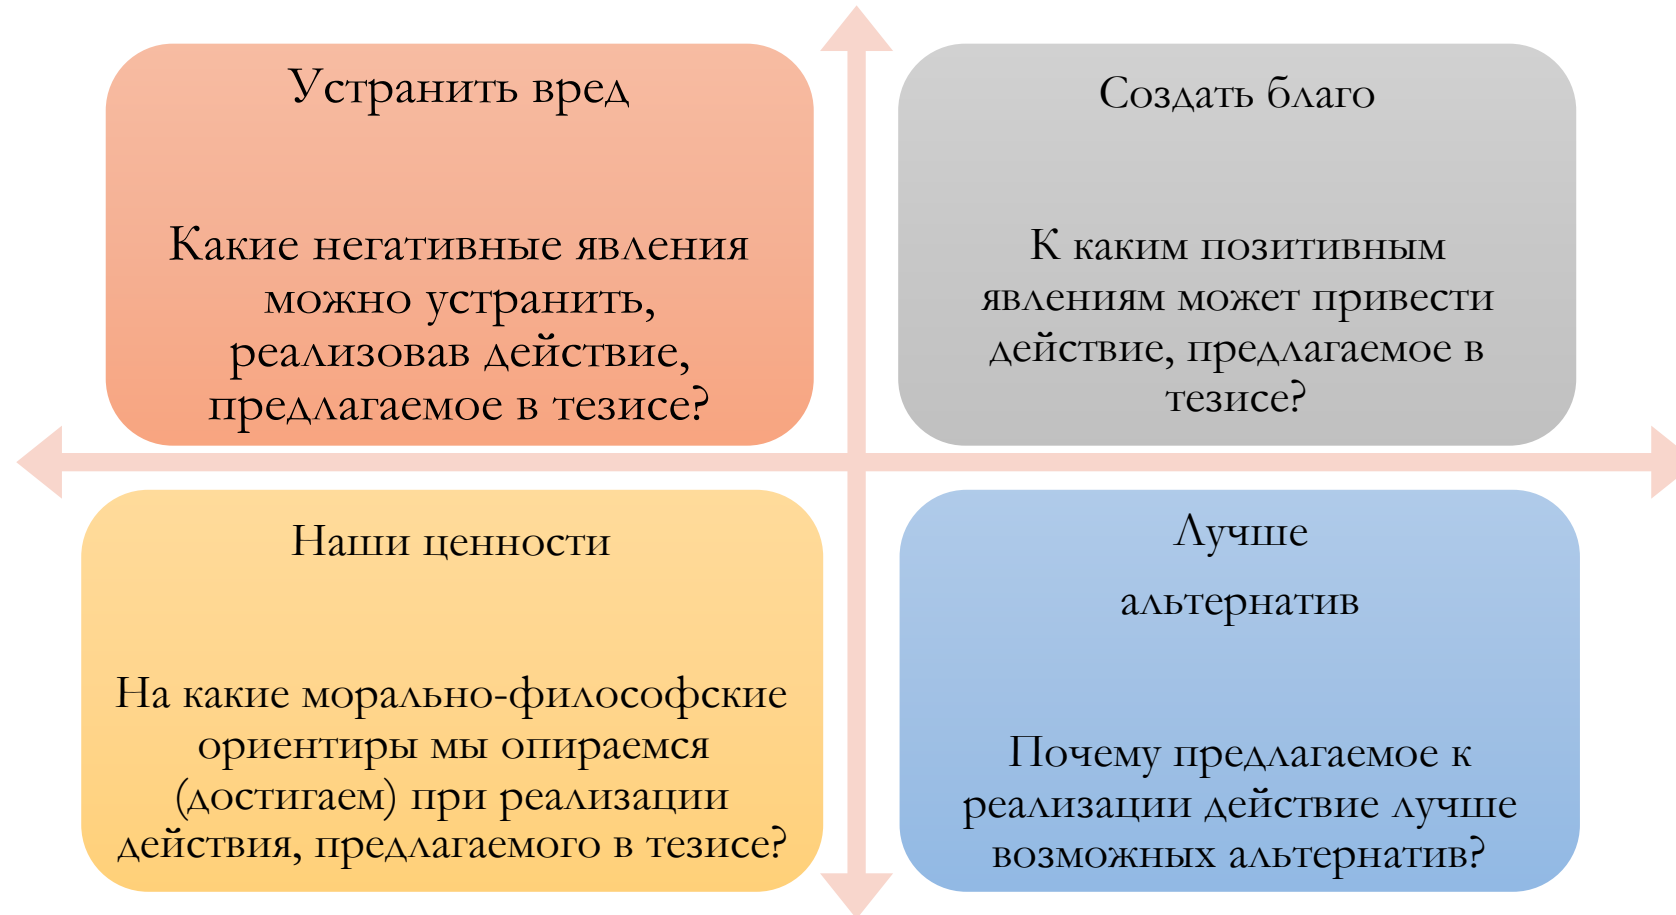 Устранить вред
Какие негативные явления
можно устранить,
реализовав действие,
предлагаемое в тезисе?
Создать благо
К каким позитивным
явлениям может привести
действие, предлагаемое в
тезисе?
Наши ценности
На какие морально-философские
ориентиры мы опираемся
(достигаем) при реализации
действия, предлагаемого в тезисе?
Лучше
альтернатив
Почему предлагаемое к
реализации действие лучше
возможных альтернатив?